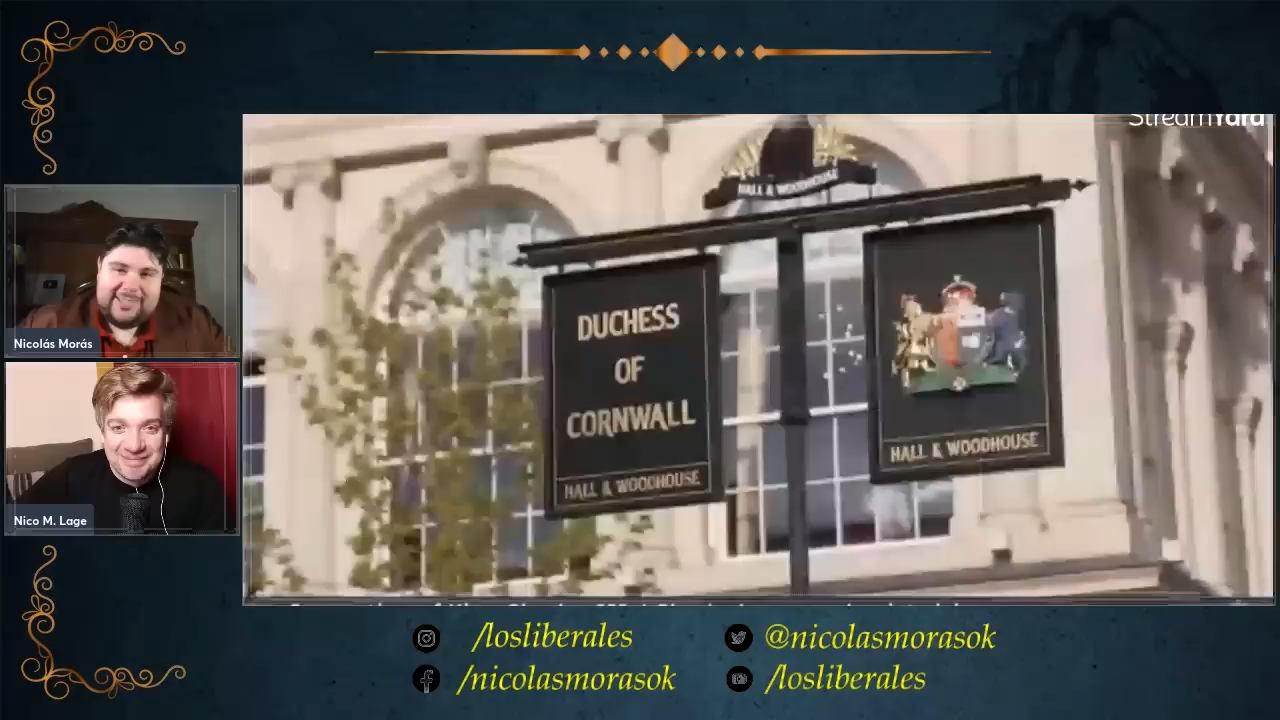 StreamYard
HALL & WOODHOUSE
DUCHESS
OF
CORNWALL
HALL & WOODHOUSE
HALL & WOODHOUSE
Nicolás Morás
Nico M. Lage
/losliberales
@nicolasmorasok
/nicolasmorasok
/losliberales